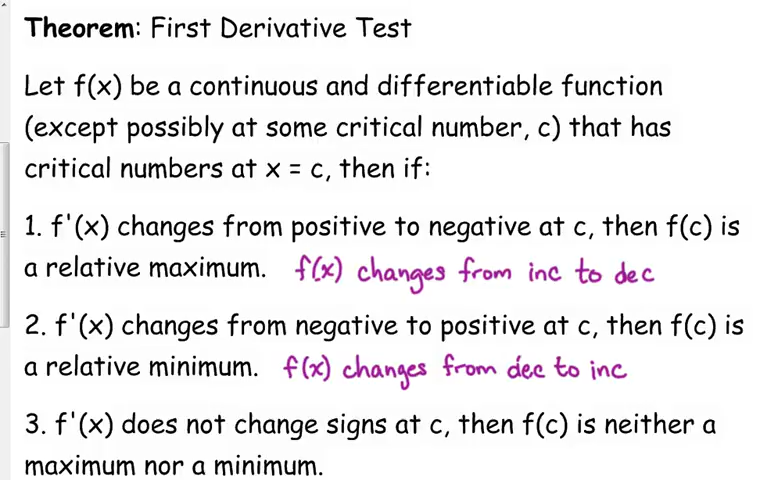 Theorem: First Derivative Test
Let f(x) be a continuous and differentiable function
(except possibly at some critical number, c) that has
critical numbers at x = c, then if:
1. f'(x) changes from positive to negative at c, then f(c) is
a relative maximum. f(x) changes from inc to dec
2. f'(x) changes from negative to positive at c, then f(c) is
a relative minimum. f(x) changes from dec to inc
3. f'(x) does not change signs at c, then f(c) is neither a
maximum nor a minimum.